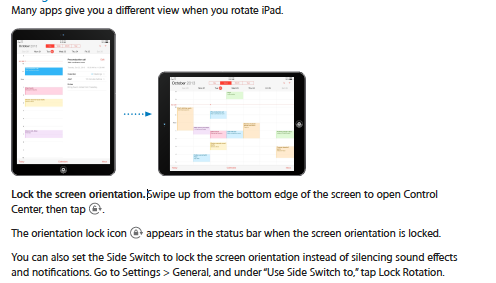 Many apps give you a different view when you rotate iPad.
Lock the screen orientation. Swipe up from the bottom edge of the screen to open Control
Center, then tap .
The orientation lock icon appears in the status bar when the screen orientation is locked.
You can also set the Side Switch to lock the screen orientation instead of silencing sound effects
and notifications. Go to Settings > General, and under “Use Side Switch to,” tap Lock Rotation.